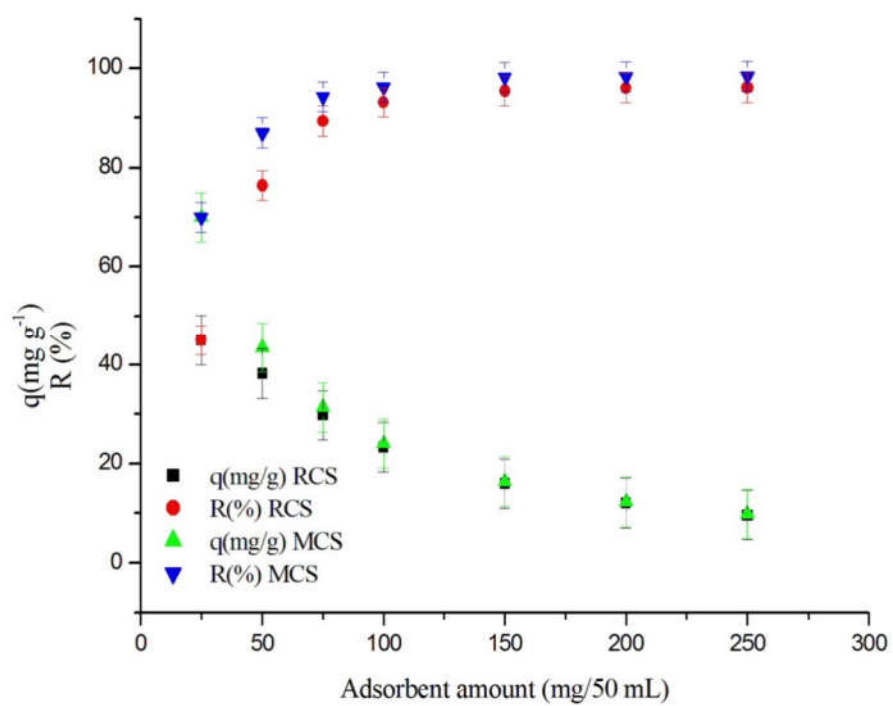 100
80
60
40
20
0
q(mg g⁻¹)
R (%)
q(mg/g) RCS
R(%) RCS
q(mg/g) MCS
R(%) MCS
0 50 100 150 200 250 300
Adsorbent amount (mg/50 mL)